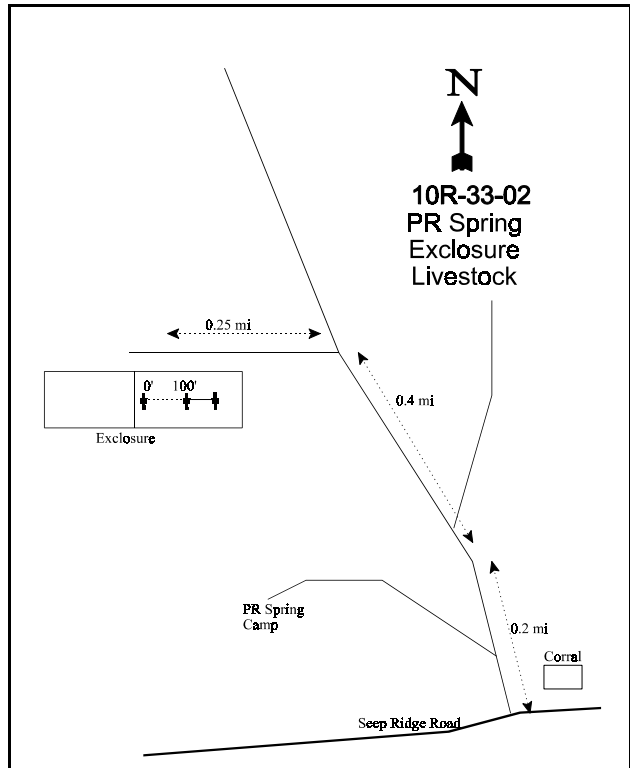 N
10R-33-02
PR Spring
Exclosure
Livestock
0.25 mi
0' 100'
Exclosure
0.4 mi
PR Spring
Camp
0.2 mi
Corral
Seep Ridge Road